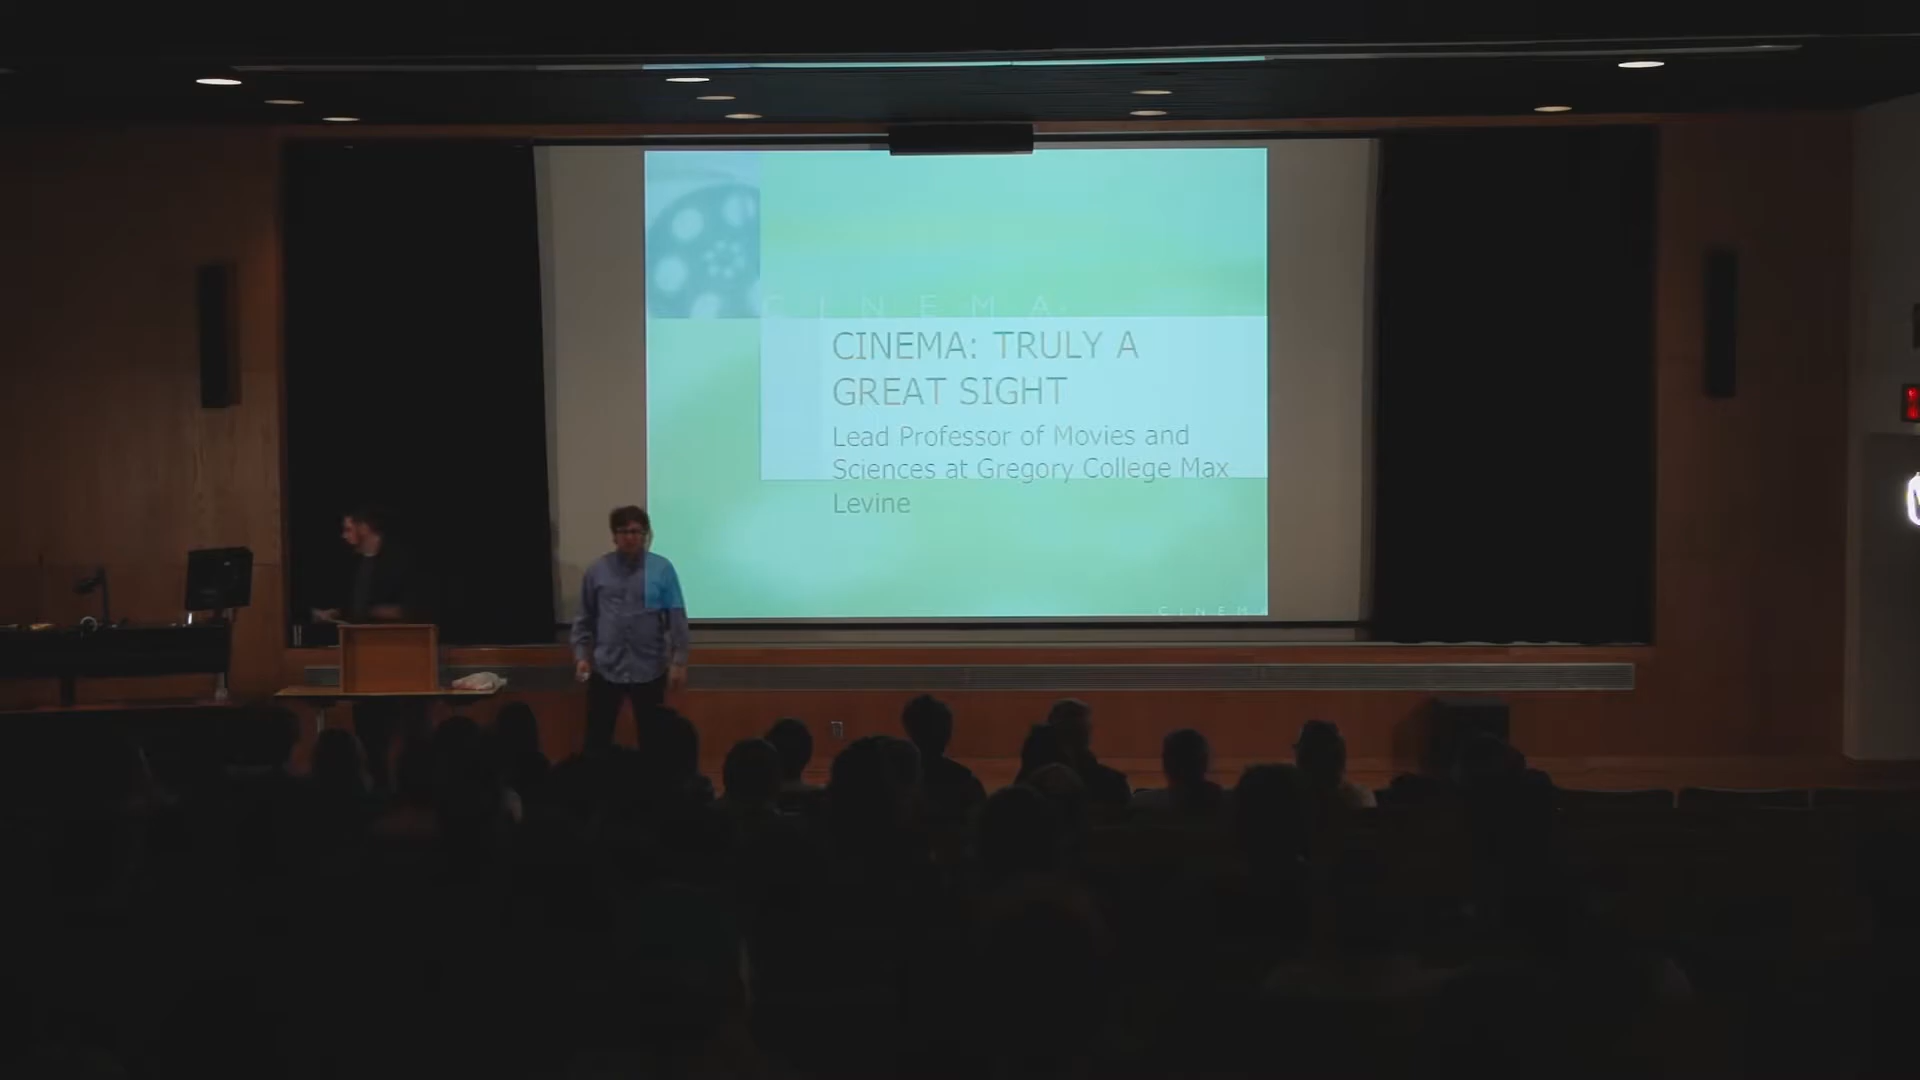 CINEMA
CINEMA: TRULY A
GREAT SIGHT
Lead Professor of Movies and
Sciences at Gregory College Max
Levine
CINEMA